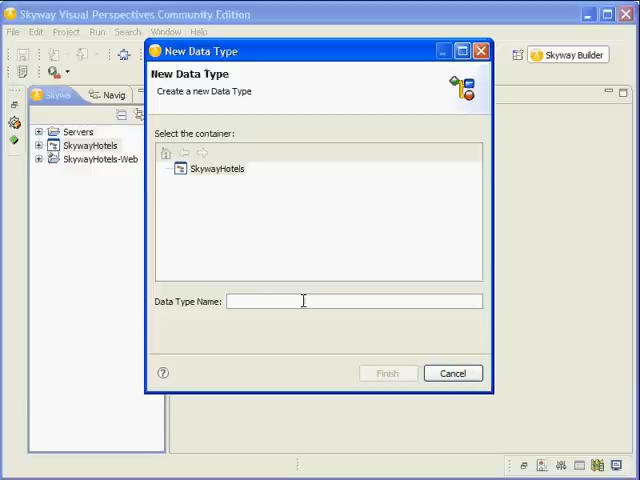 Skyway Visual Perspectives Community Edition
File Edit Project Run Search Window Help
Skyway Builder
Skywa Navig
Servers
SkywayHotels
SkywayHotels-Web
New Data Type
New Data Type
Create a new Data Type
Select the container:
SkywayHotels
Data Type Name:
Finish Cancel